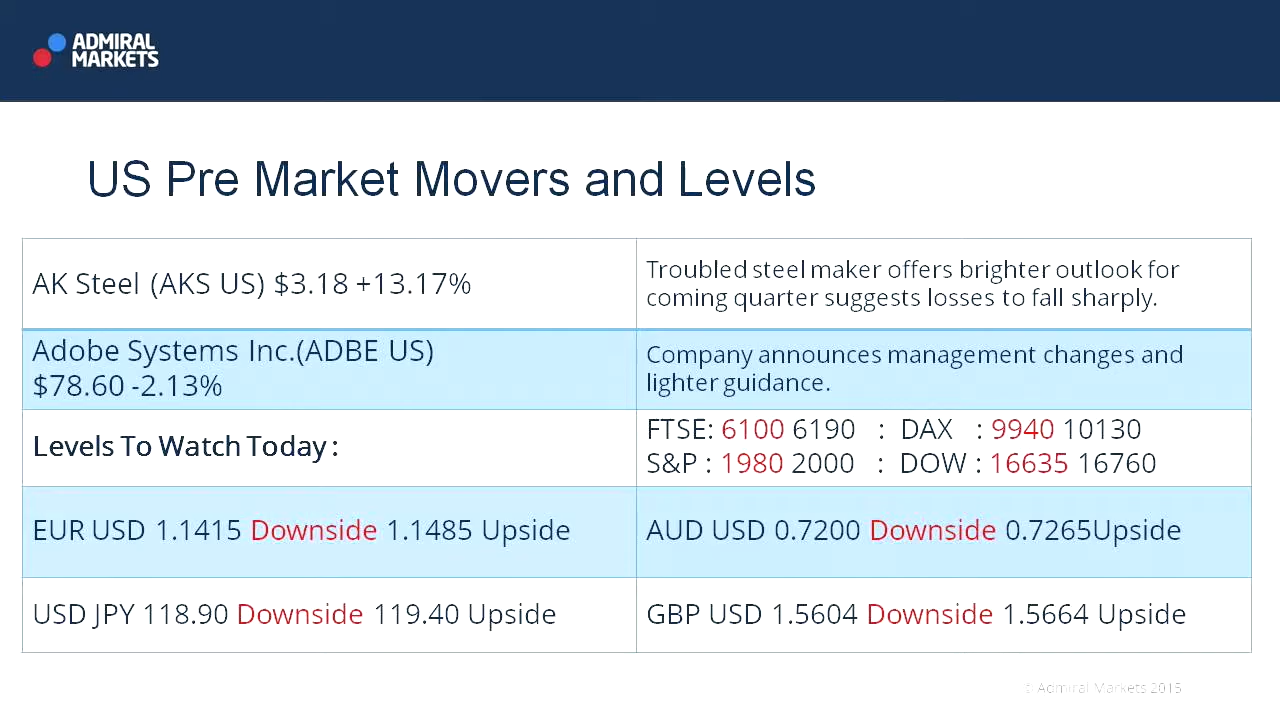 ADMIRAL
MARKETS
US Pre Market Movers and Levels
AK Steel (AKS US) $3.18 +13.17%
Troubled steel maker offers brighter outlook for
coming quarter suggests losses to fall sharply.
Adobe Systems Inc.(ADBE US)
$78.60 -2.13%
Company announces management changes and
lighter guidance.
Levels To Watch Today :
FTSE: 6100 6190 : DAX : 9940 10130
S&P : 1980 2000 : DOW : 16635 16760
EUR USD 1.1415 Downside 1.1485 Upside
AUD USD 0.7200 Downside 0.7265Upside
USD JPY 118.90 Downside 119.40 Upside
GBP USD 1.5604 Downside 1.5664 Upside
© Admiral Markets 2015